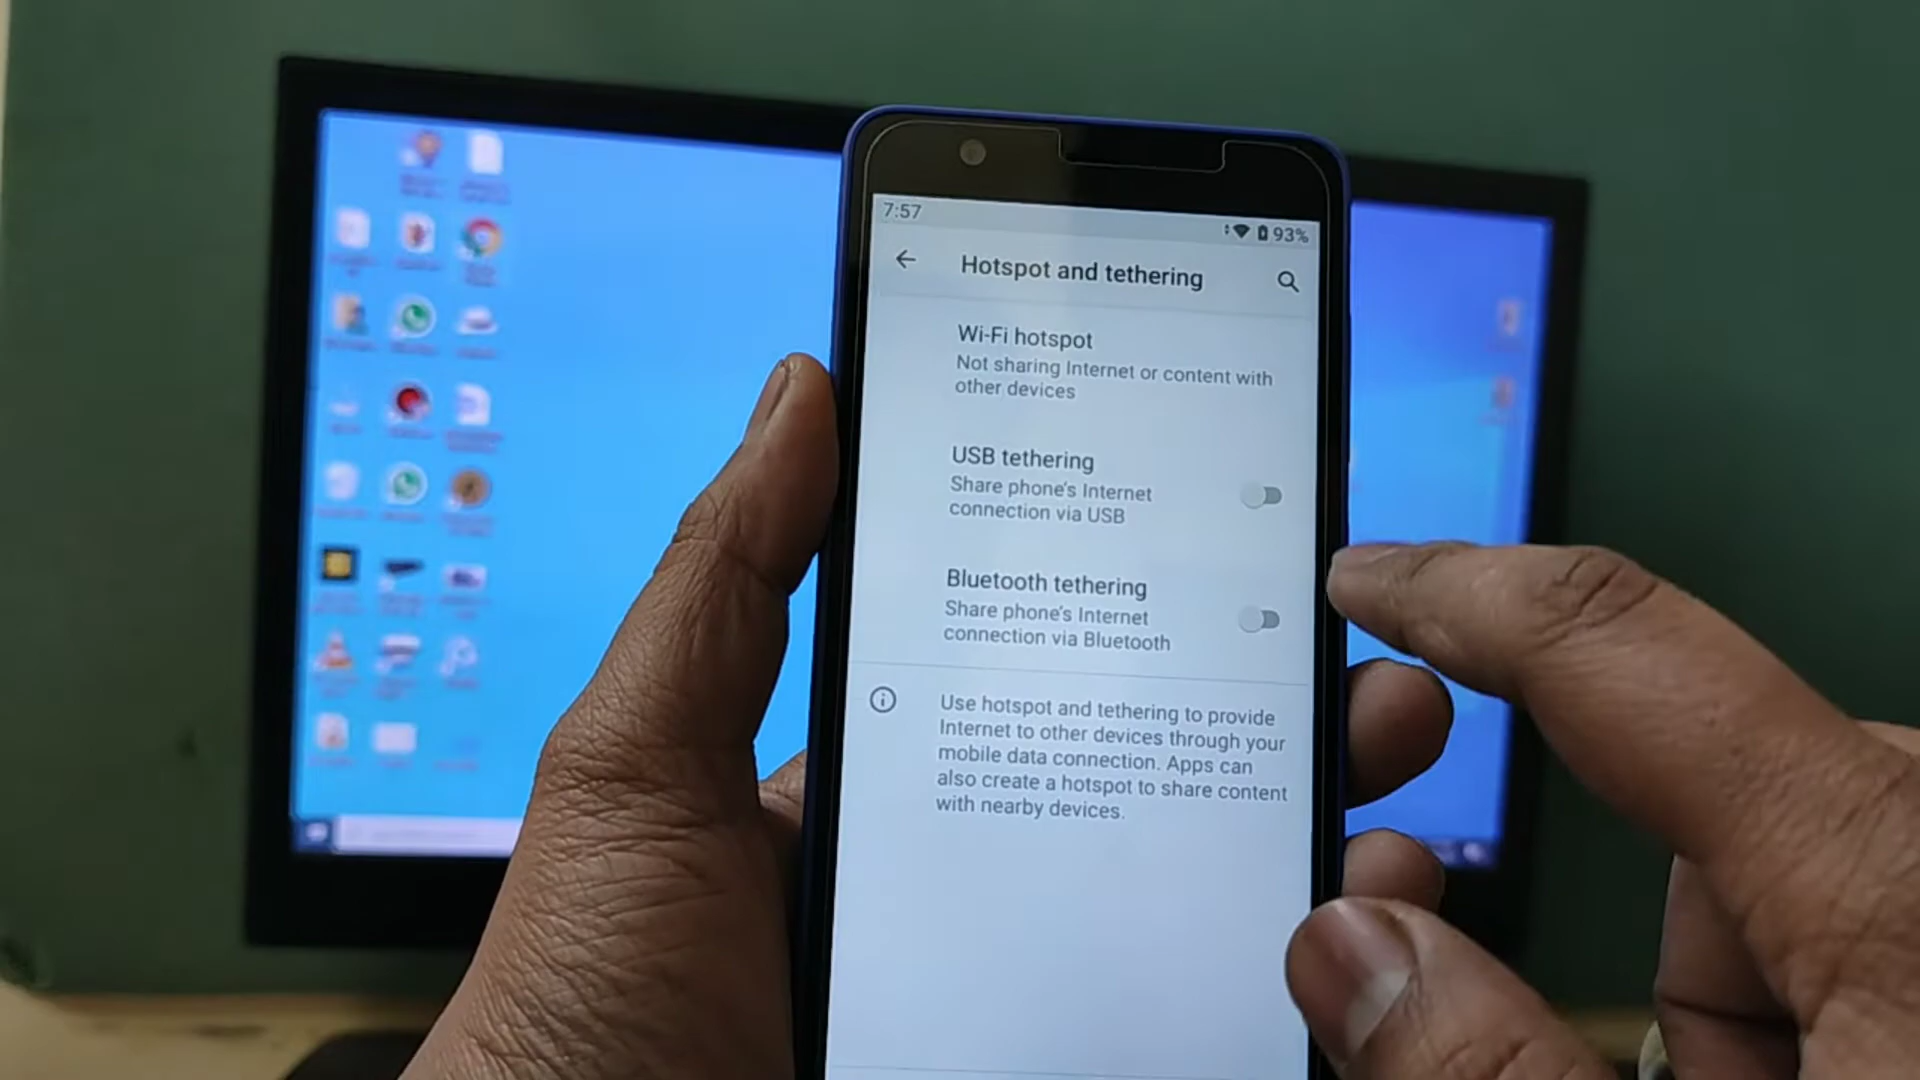 7:57
93%
Hotspot and tethering
Wi-Fi hotspot
Not sharing Internet or content with
other devices
USB tethering
Share phone's Internet
connection via USB
Bluetooth tethering
Share phone's Internet
connection via Bluetooth
Use hotspot and tethering to provide
Internet to other devices through your
mobile data connection. Apps can
also create a hotspot to share content
with nearby devices.